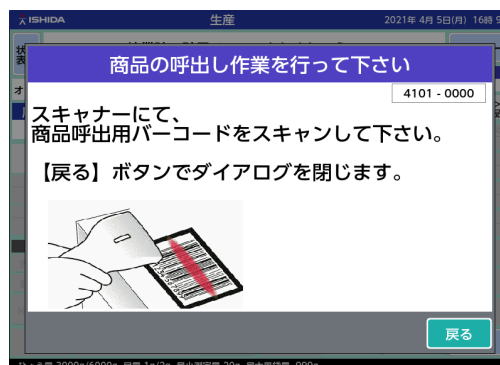 ISHIDA 生産 2021年 4月 5日(月) 16時
商品の呼出し作業を行って下さい
4101 - 0000
スキャナーにて、
商品呼出用バーコードをスキャンして下さい。
【戻る】ボタンでダイアログを閉じます。
戻る